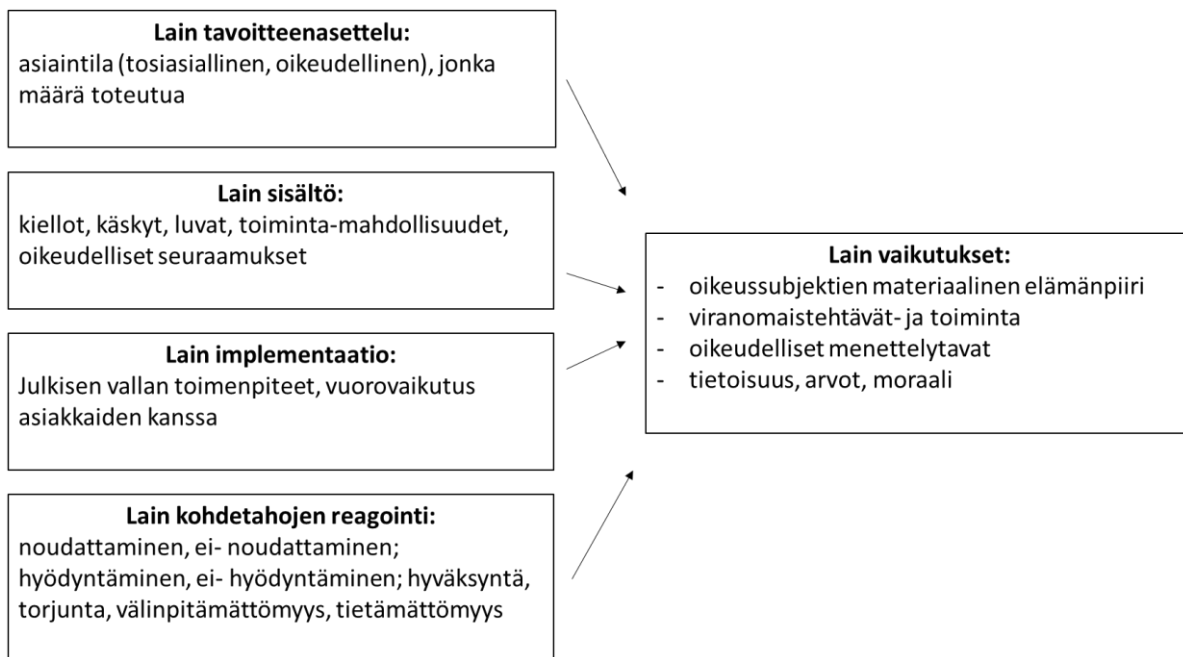 Lain tavoitteenasettelu:
asiaintila (tosiasiallinen, oikeudellinen), jonka
määrä toteutua
Lain sisältö:
kiellot, käskyt, luvat, toiminta-mahdollisuudet,
oikeudelliset seuraamukset
Lain implementaatio:
Julkisen vallan toimenpiteet, vuorovaikutus
asiakkaiden kanssa
Lain kohdetahojen reagointi:
noudattaminen, ei- noudattaminen;
hyödyntäminen, ei- hyödyntäminen; hyväksyntä,
torjunta, välinpitämättömyys, tietämättömyys
Lain vaikutukset:
- oikeussubjektien materiaalinen elämänpiiri
- viranomaistehtävät- ja toiminta
- oikeudelliset menettelytavat
- tietoisuus, arvot, moraali